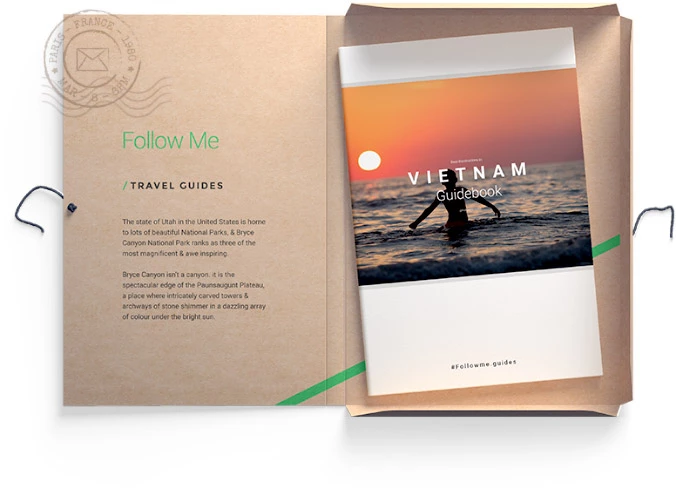 PARIS - FRANCE - 1980
MAR - 6 - 4PM
Follow Me
/TRAVEL GUIDES
The state of Utah in the United States is home
to lots of beautiful National Parks, & Bryce
Canyon National Park ranks as three of the
most magnificent & awe inspiring.
Bryce Canyon isn't a canyon, it is the
spectacular edge of the Paunsaugunt Plateau,
a place where intricately carved towers &
archways of stone shimmer in a dazzling array
of colour under the bright sun.
VIETNAM
Guidebook
#Followme.guides